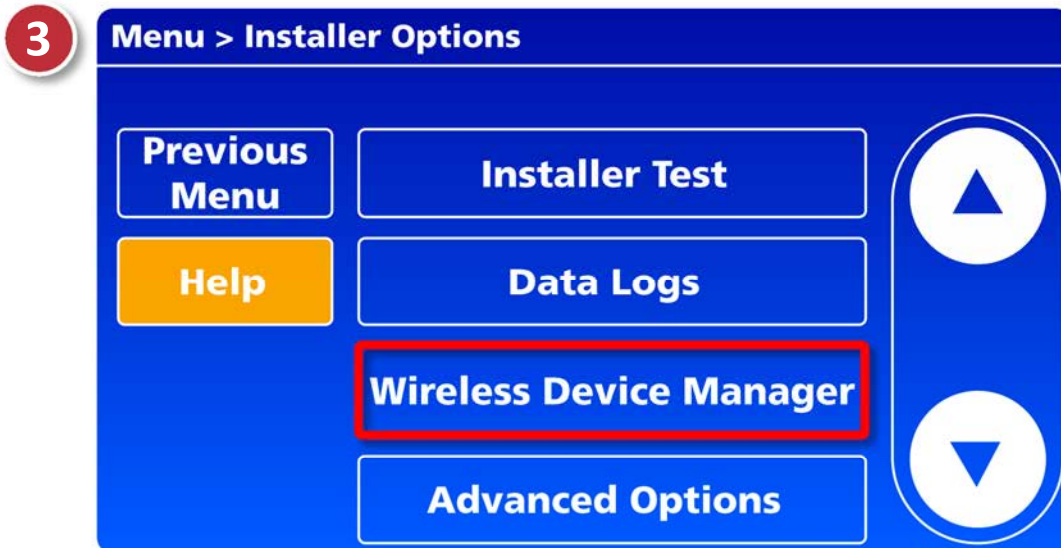 3
Menu > Installer Options
Previous
Menu
Installer Test
Help
Data Logs
Wireless Device Manager
Advanced Options